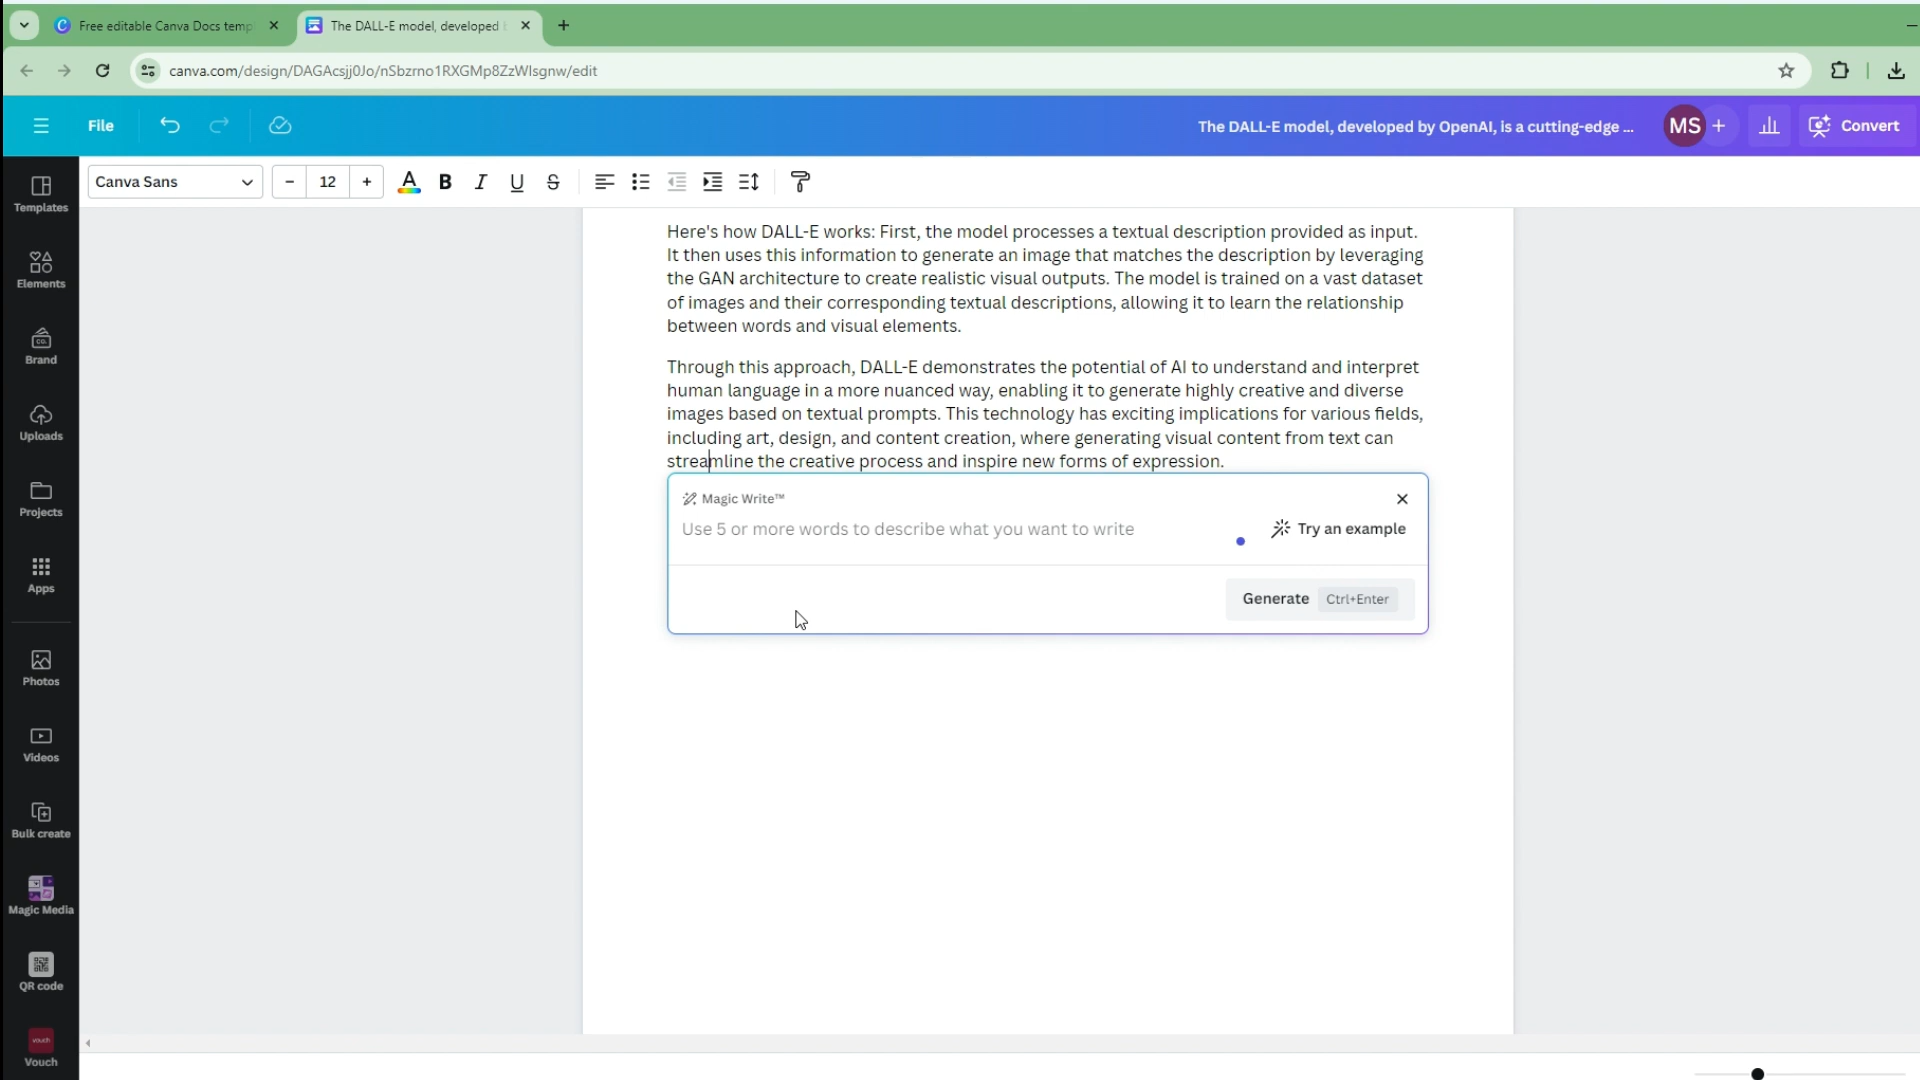 Free editable Canva Docs temp
The DALL-E model, developed
canva.com/design/DAGAcsjj0Jo/nSbzrno1RXGMp8ZzWlsgnw/edit
File
The DALL-E model, developed by OpenAI, is a cutting-edge ...
MS
Convert
Canva Sans
12
Templates
Elements
Brand
Uploads
Projects
Apps
Photos
Videos
Bulk create
Magic Media
QR code
vouch
Vouch
Here's how DALL-E works: First, the model processes a textual description provided as input.
It then uses this information to generate an image that matches the description by leveraging
the GAN architecture to create realistic visual outputs. The model is trained on a vast dataset
of images and their corresponding textual descriptions, allowing it to learn the relationship
between words and visual elements.
Through this approach, DALL-E demonstrates the potential of AI to understand and interpret
human language in a more nuanced way, enabling it to generate highly creative and diverse
images based on textual prompts. This technology has exciting implications for various fields,
including art, design, and content creation, where generating visual content from text can
streamline the creative process and inspire new forms of expression.
Magic Write™
Use 5 or more words to describe what you want to write
Try an example
Generate Ctrl+Enter